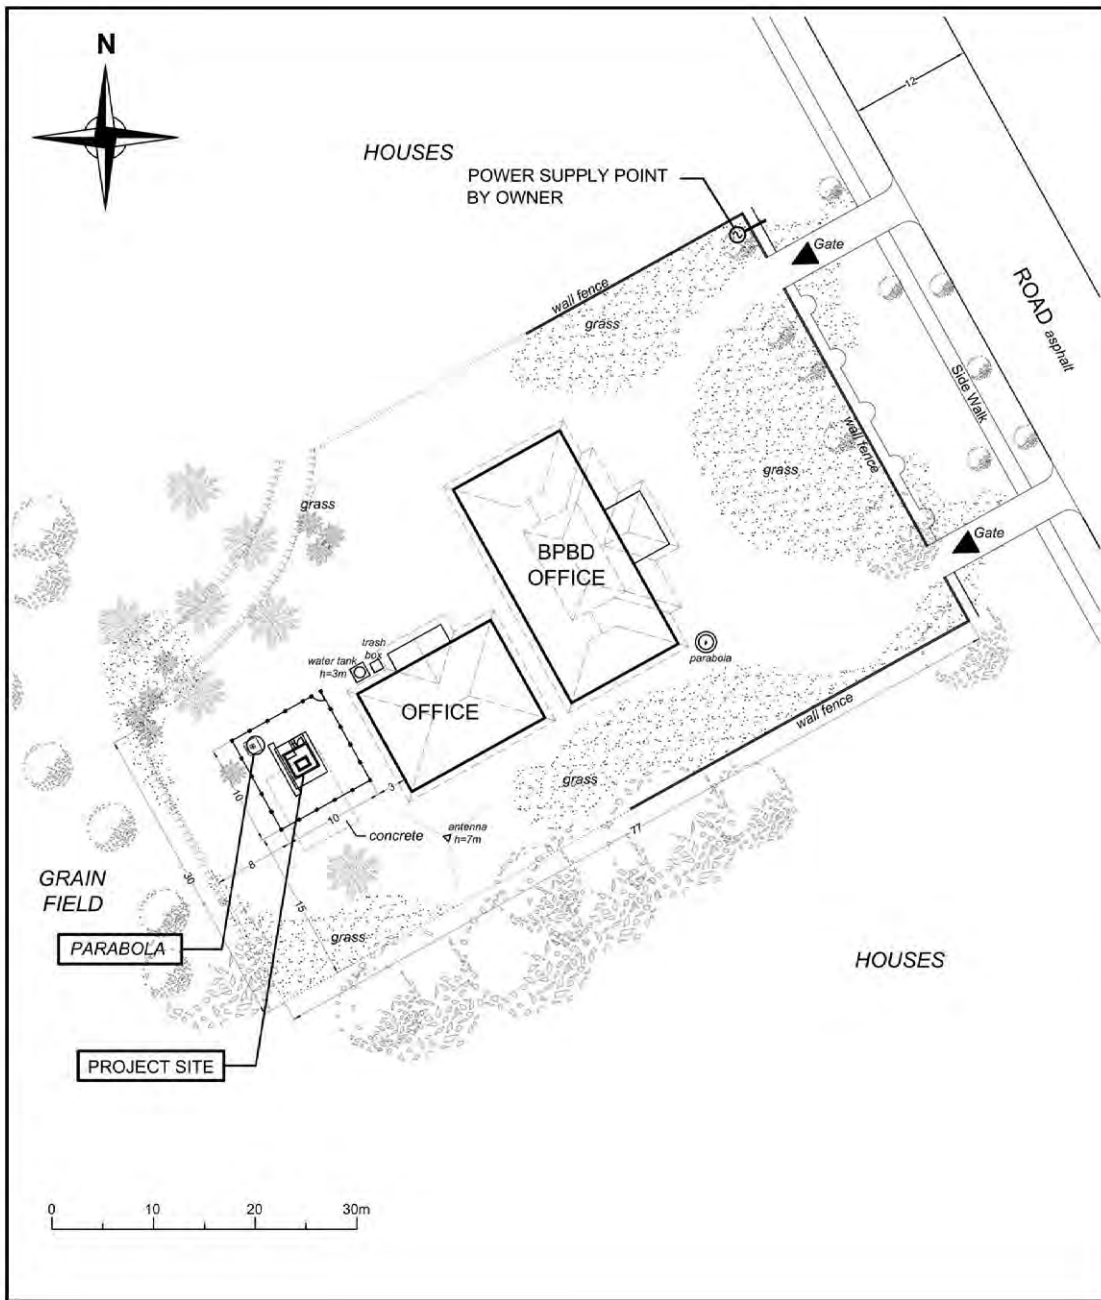 N
12
HOUSES
POWER SUPPLY POINT
BY OWNER
Gate
ROAD asphalt
wall fence
grass
Side Walk
wall fence
grass
grass
Gate
BPBD
OFFICE
trash
box
water tank
h=3m
parabola
OFFICE
wall fence
grass
3
10
10
concrete
antenna
h=7m
77
8
30
15
GRAIN
FIELD
PARABOLA
grass
HOUSES
PROJECT SITE
0 10 20 30m